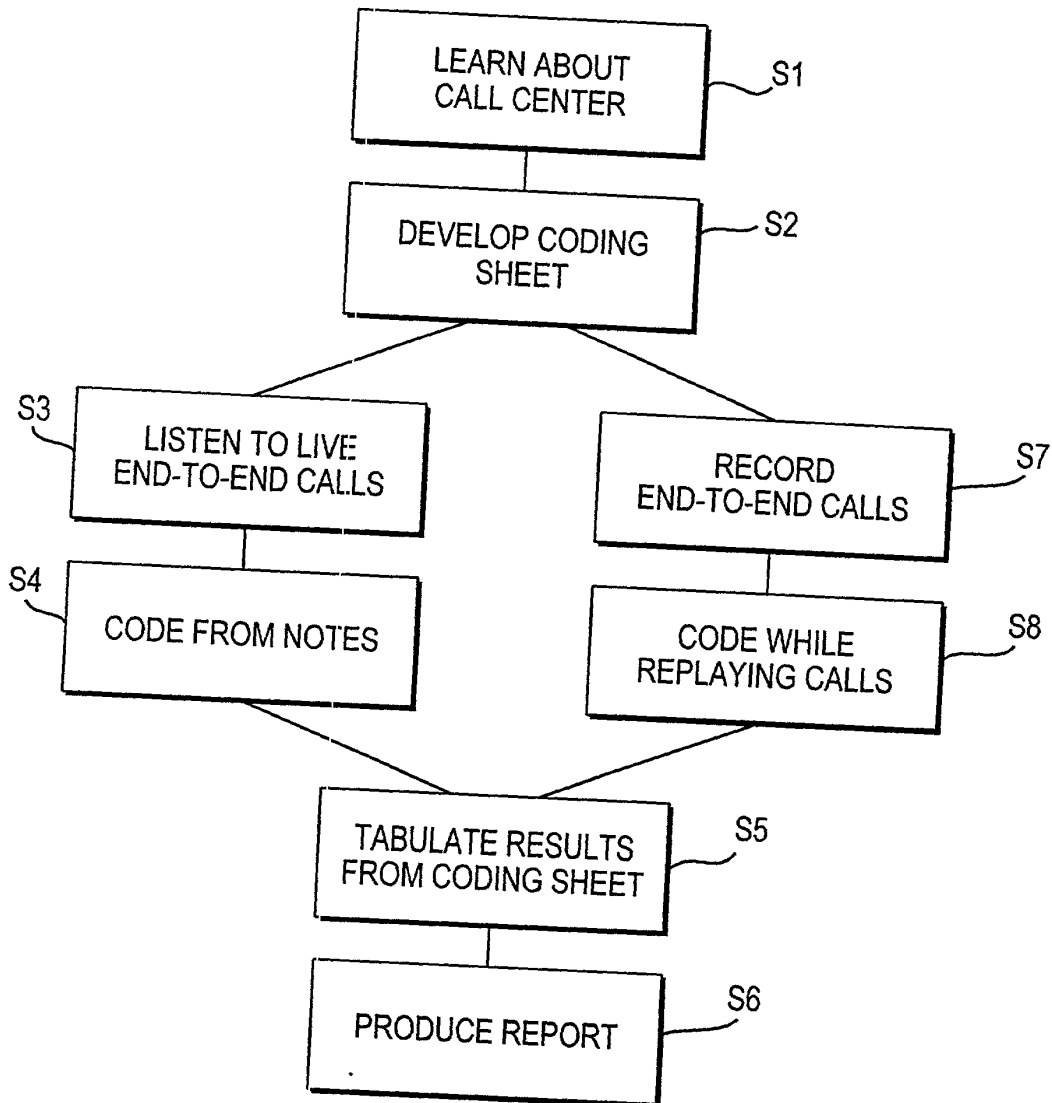 LEARN ABOUT
CALL CENTER
S1
DEVELOP CODING
SHEET
S2
S3
LISTEN TO LIVE
END-TO-END CALLS
RECORD
END-TO-END CALLS
S7
S4
CODE FROM NOTES
CODE WHILE
REPLAYING CALLS
S8
TABULATE RESULTS
FROM CODING SHEET
S5
PRODUCE REPORT
S6